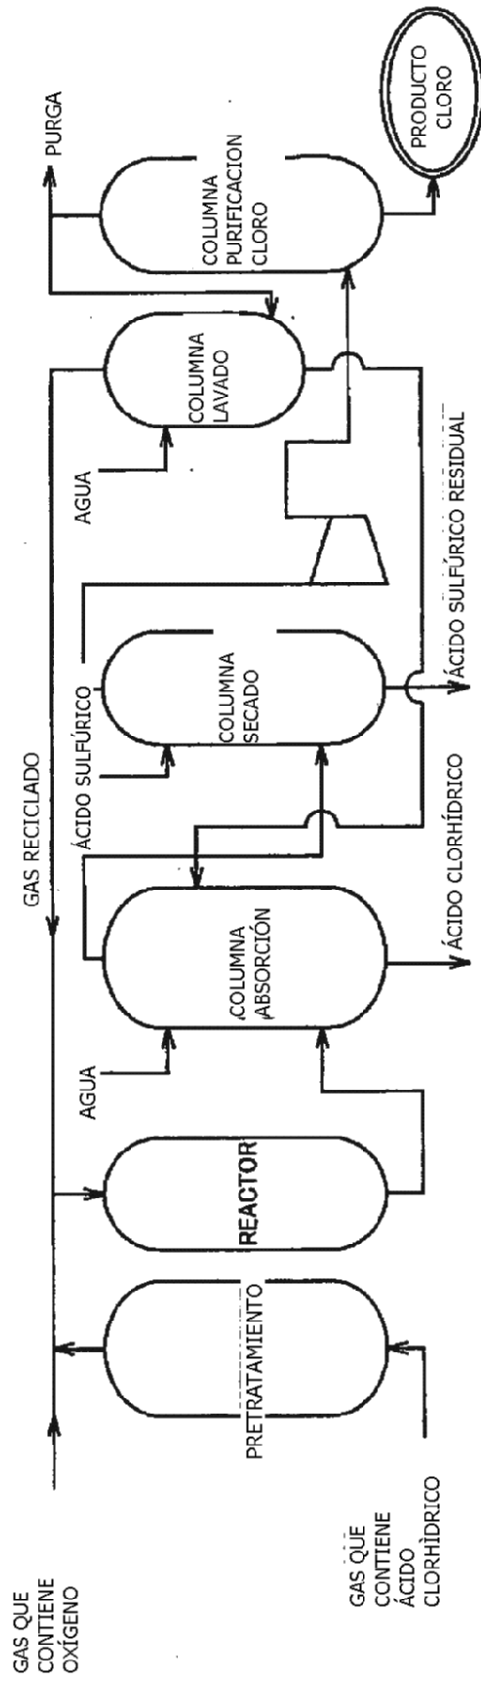 GAS QUE
CONTIENE
OXÍGENO
GAS QUE
CONTIENE
ÁCIDO
CLORHÌDRICO
PRETRATAMIENTO
REACTOR
GAS RECICLADO
AGUA
COLUMNA
ABSORCIÓN
ÁCIDO CLORHÍDRICO
ÁCIDO SULFÚRICO
COLUMNA
SECADO
ÁCIDO SULFÚRICO RESIDUAL
AGUA
COLUMNA
LAVADO
COLUMNA
PURIFICACION
CLORO
PURGA
PRODUCTO
CLORO